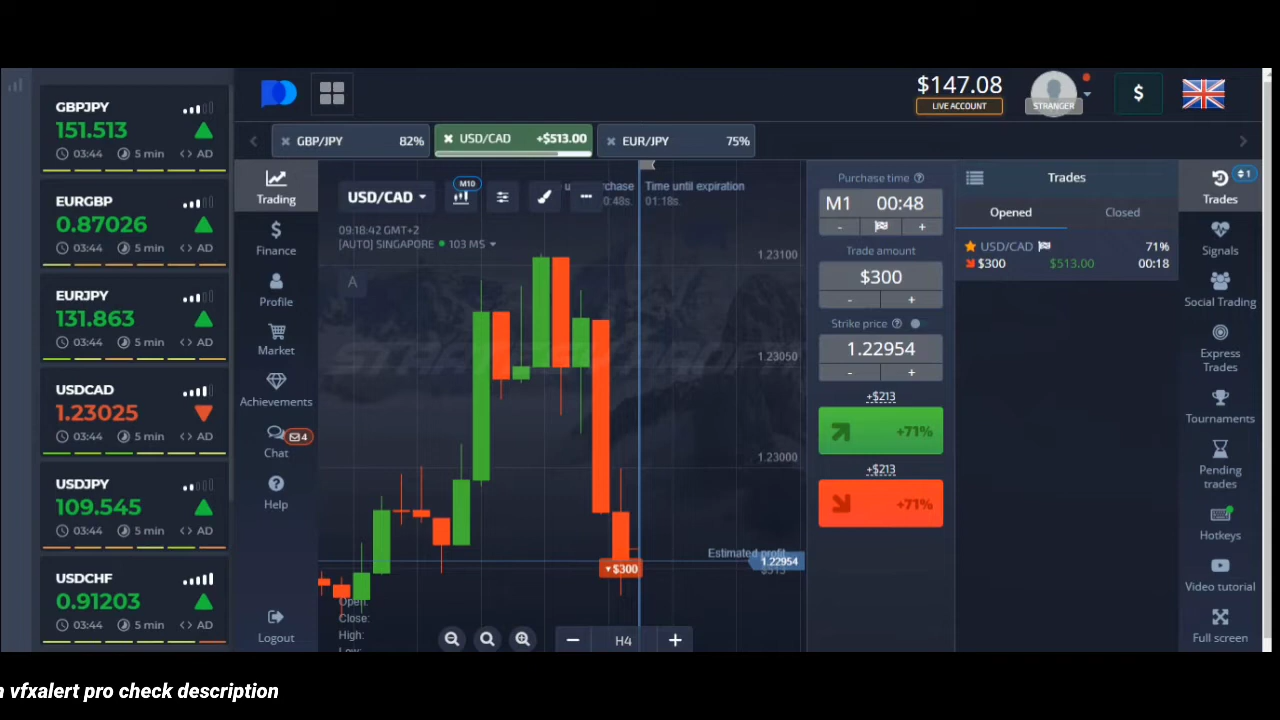 GBPJPY
151.513
03:44 5 min <> AD
EURGBP
0.87026
03:44 5 min <> AD
EURJPY
131.863
03:44 5 min <> AD
USDCAD
1.23025
03:44 5 min <> AD
USDJPY
109.545
03:44 5 min <> AD
USDCHF
0.91203
03:44 5 min <> AD
$147.08
LIVE ACCOUNT
STRANGER
$
GBP/JPY 82%
USD/CAD +$513.00
EUR/JPY 75%
Trading
Finance
Profile
Market
Achievements
Chat 4
Help
Logout
USD/CAD
M10
09:18:42 GMT+2
[AUTO] SINGAPORE 103 MS
A
Time until expiration
01:18s.
1.23100
1.23050
1.23000
Estimated profit
1.22954
$300
Open:
Close:
High:
Low:
H4
Purchase time
M1 00:48
- +
Trade amount
$300
- +
Strike price
1.22954
- +
+$213
+71%
+$213
+71%
Trades
Opened Closed
USD/CAD 71%
$300 $513.00 00:18
1
Trades
Signals
Social Trading
Express
Trades
Tournaments
Pending
trades
Hotkeys
Video tutorial
Full screen
vfxalert pro check description